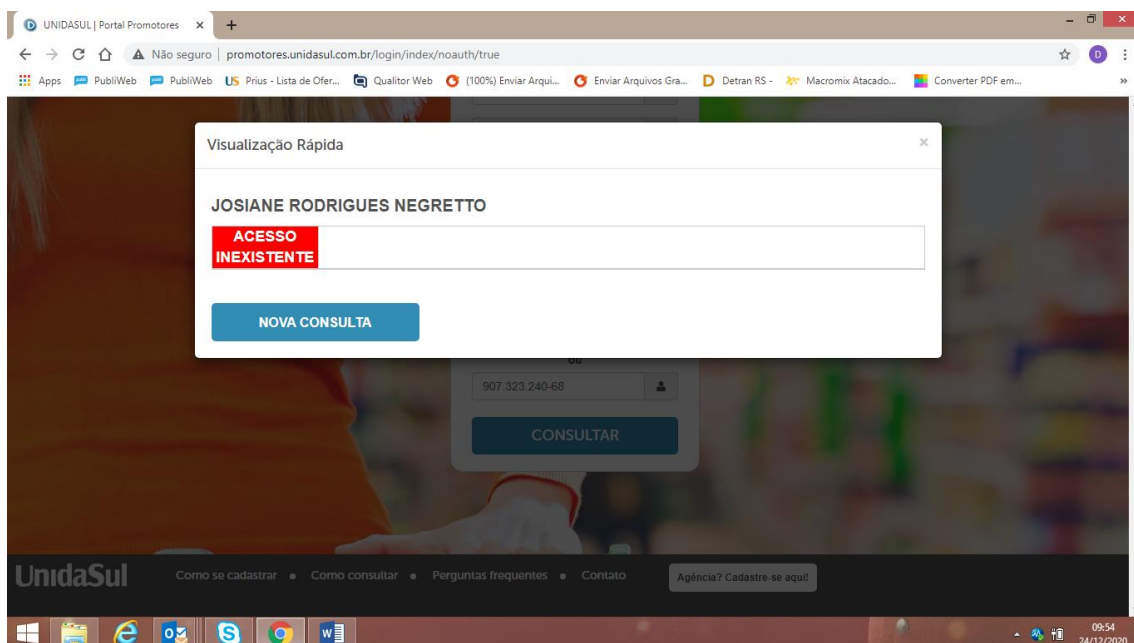 UNIDASUL | Portal Promotores
Não seguro | promotores.unidasul.com.br/login/index/noauth/true
D
Apps PubliWeb PubliWeb US Prius - Lista de Ofer... Qualitor Web (100%) Enviar Arqui... Enviar Arquivos Gra... D Detran RS - Macromix Atacado... Converter PDF em... »
Visualização Rápida ×
JOSIANE RODRIGUES NEGRETTO
ACESSO
INEXISTENTE
NOVA CONSULTA
ou
907.323.240-68
CONSULTAR
UnidaSul Como se cadastrar • Como consultar • Perguntas frequentes • Contato Agência? Cadastre-se aqui!
09:54
24/12/2020